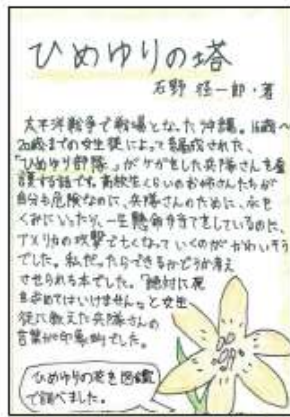 ひめゆりの塔
石野径一郎・著
太平洋戦争で戦場となった沖縄。16歳〜
20歳までの女生徒によって編成された、
「ひめゆり部隊」がケガをした兵隊さんを看
護する話です。高校生くらいのお姉さんたちが
自分も危険なのに、兵隊さんのために、水を
くみにいったり、一生懸命手当てをしているのに、
アメリカの攻撃で亡くなっていくのがかわいそう
でした。私だったらできるかどうか考え
させられる本でした。「絶対に死
を求めてはいけません。」と女生
徒に教えた兵隊さんの
言葉が印象的でした。
ひめゆりの花を図鑑
で調べました。